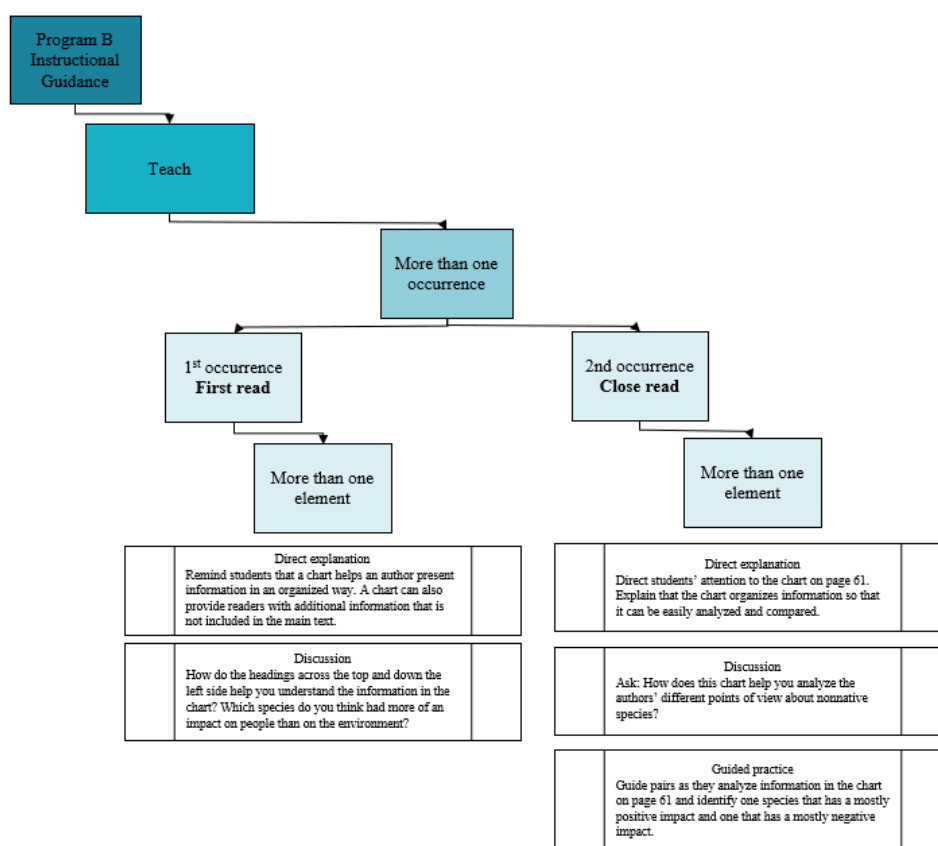 Program B
Instructional
Guidance
Teach
More than one
occurrence
1st occurrence
First read
2nd occurrence
Close read
More than one
element
More than one
element
Direct explanation
Remind students that a chart helps an author present
information in an organized way. A chart can also
provide readers with additional information that is
not included in the main text.
Discussion
How do the headings across the top and down the
left side help you understand the information in the
chart? Which species do you think had more of an
impact on people than on the environment?
Direct explanation
Direct students’ attention to the chart on page 61.
Explain that the chart organizes information so that
it can be easily analyzed and compared.
Discussion
Ask: How does this chart help you analyze the
authors’ different points of view about nonnative
species?
Guided practice
Guide pairs as they analyze information in the chart
on page 61 and identify one species that has a mostly
positive impact and one that has a mostly negative
impact.